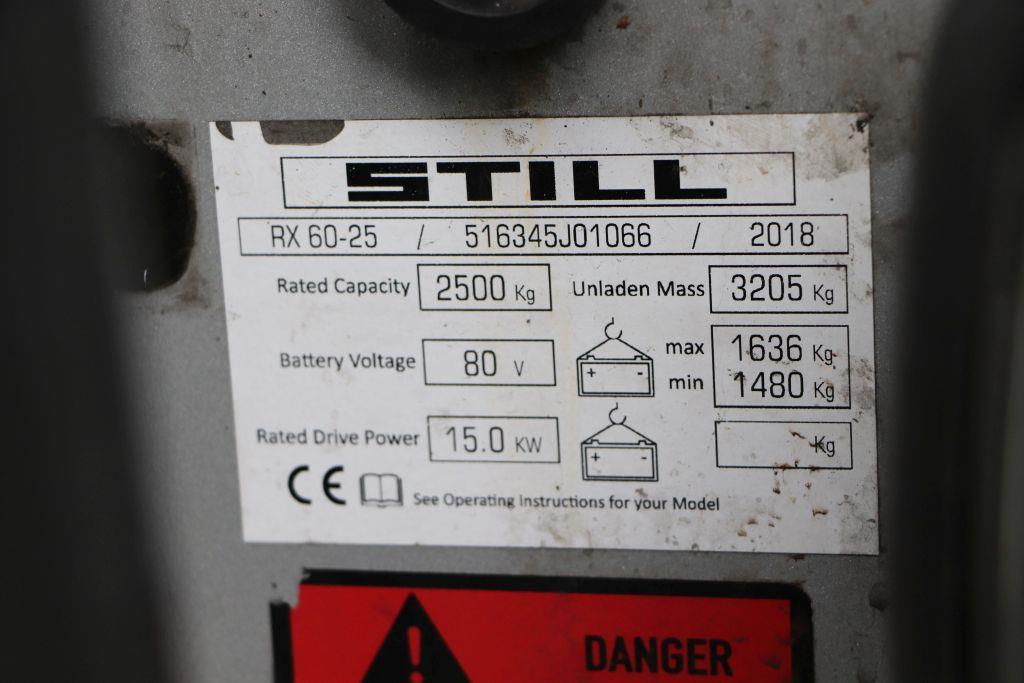 STILL
RX 60-25 / 516345J01066 / 2018
Rated Capacity 2500 Kg Unladen Mass 3205 Kg
Battery Voltage 80 V + - max 1636 Kg
min 1480 Kg
Rated Drive Power 15.0 KW + - Kg
CE See Operating Instructions for your Model
! DANGER